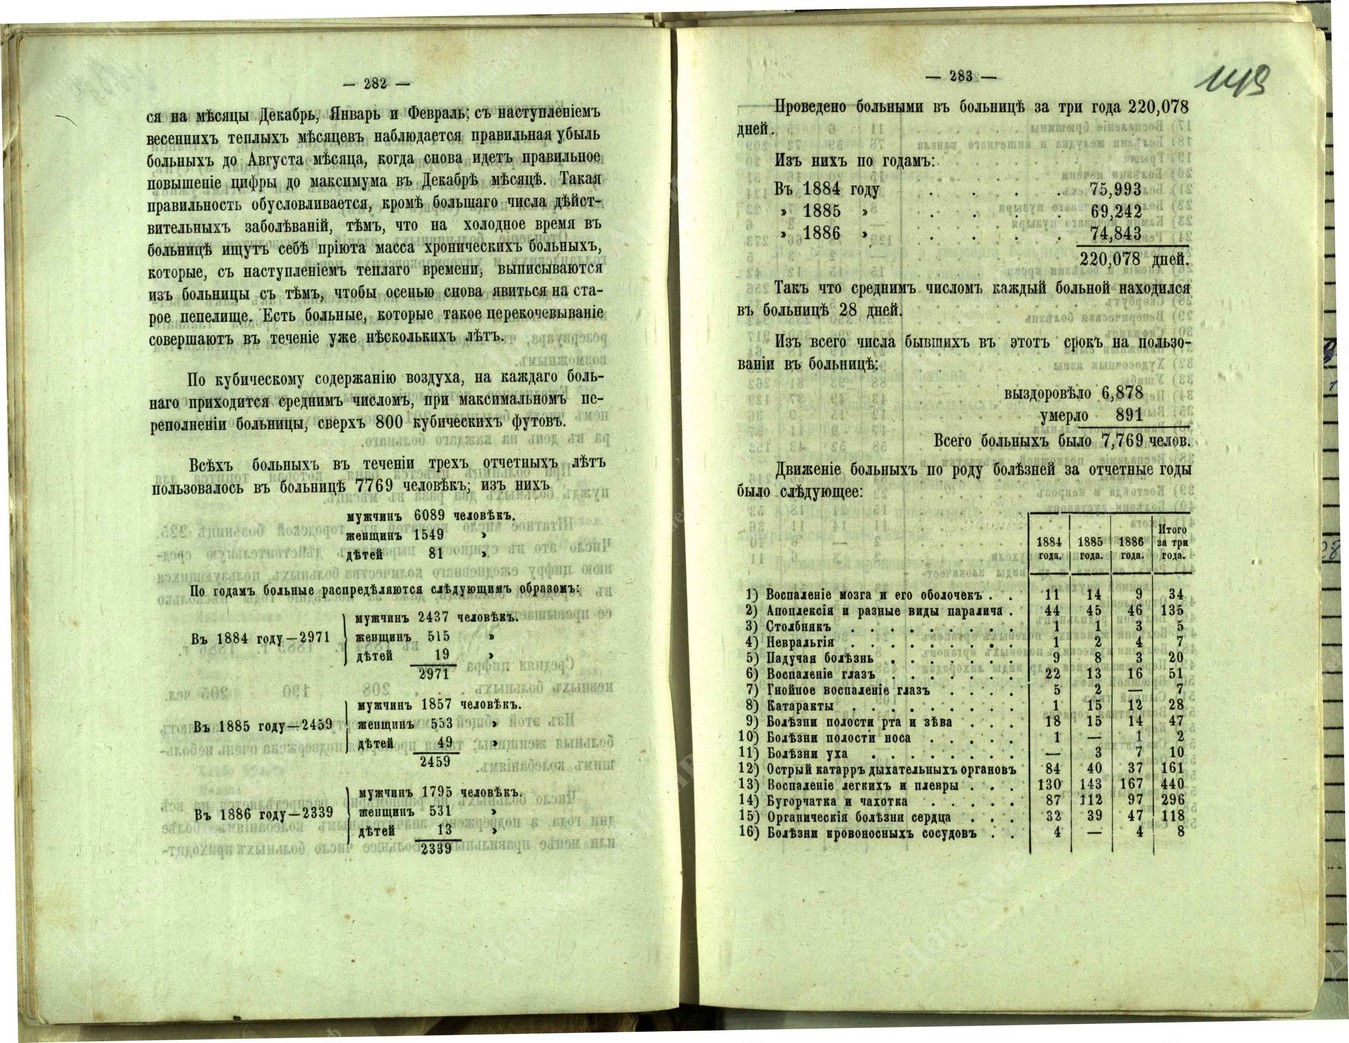 — 282 —
ся на мѣсяцы Декабрь, Январь и Февраль; съ наступленіемъ
весеннихъ теплыхъ мѣсяцевъ наблюдается правильная убыль
больныхъ до Августа мѣсяца, когда снова идетъ правильное
повышеніе цифры до максимума въ Декабрѣ мѣсяцѣ. Такая
правильность обусловливается, кромѣ большаго числа дѣйст-
вительныхъ заболѣваній, тѣмъ, что на холодное время въ
больницѣ ищутъ себѣ пріюта масса хроническихъ больныхъ,
которые, съ наступленіемъ теплаго времени, выписываются
изъ больницы съ тѣмъ, чтобы осенью снова явиться на ста-
рое пепелище. Есть больные, которые такое перекочевываніе
совершаютъ въ теченіе уже нѣсколькихъ лѣтъ.
По кубическому содержанію воздуха, на каждаго боль-
наго приходится среднимъ числомъ, при максимальномъ пе-
реполненіи больницы, сверхъ 800 кубическихъ футовъ.
Всѣхъ больныхъ въ теченіи трехъ отчетныхъ лѣтъ
пользовалось въ больницѣ 7769 человѣкъ; изъ нихъ
мужчинъ 6089 человѣкъ.
женщинъ 1549 »
дѣтей 81 »
По годамъ больные распредѣляются слѣдующимъ образомъ:
мужчинъ 2437 человѣкъ.
Въ 1884 году—2971 женщинъ 515 »
дѣтей 19 »
2971
мужчинъ 1857 человѣкъ.
Въ 1885 году—2459 женщинъ 553 »
дѣтей 49 »
2459
мужчинъ 1795 человѣкъ.
Въ 1886 году—2339 женщинъ 531 »
дѣтей 13 »
2339
— 283 —
Проведено больными въ больницѣ за три года 220,078
дней.
Изъ нихъ по годамъ:
Въ 1884 году . . . . 75,993
» 1885 » . . . . 69,242
» 1886 » . . . . 74,843
220,078 дней.
Такъ что среднимъ числомъ каждый больной находился
въ больницѣ 28 дней.
Изъ всего числа бывшихъ въ этотъ срокъ на пользо-
ваніи въ больницѣ:
выздоровѣло 6,878
умерло 891
Всего больныхъ было 7,769 челов.
Движеніе больныхъ по роду болѣзней за отчетные годы
было слѣдующее:
1884 года. 1885 года. 1886 года. Итого за три года.
1) Воспаленіе мозга и его оболочекъ . . 11 14 9 34
2) Апоплексія и разные виды паралича . 44 45 46 135
3) Столбнякъ . . . . . . . . 1 1 3 5
4) Невральгія . . . . . . . . 1 2 4 7
5) Падучая болѣзнь . . . . . . 9 8 3 20
6) Воспаленіе глазъ . . . . . . 22 13 16 51
7) Гнойное воспаленіе глазъ . . . . 5 2 — 7
8) Катаракты . . . . . . . . 1 15 12 28
9) Болѣзни полости рта и зѣва . . . 18 15 14 47
10) Болѣзни полости носа . . . . . 1 — 1 2
11) Болѣзни уха . . . . . . . — 3 7 10
12) Острый катарръ дыхательныхъ органовъ 84 40 37 161
13) Воспаленіе легкихъ и плевры . . . 130 143 167 440
14) Бугорчатка и чахотка . . . . . 87 112 97 296
15) Органическія болѣзни сердца . . . 32 39 47 118
16) Болѣзни кровоносныхъ сосудовъ . . 4 — 4 8